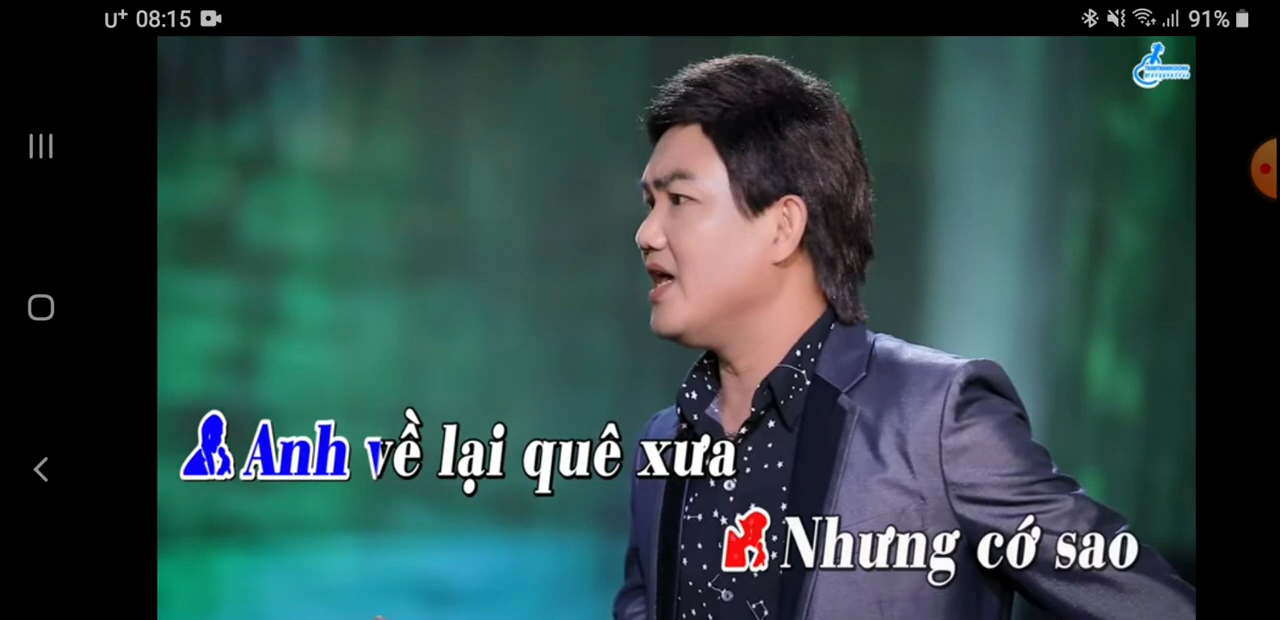 U+ 08:15
91%
Anh về lại quê xưa
Nhưng cớ sao